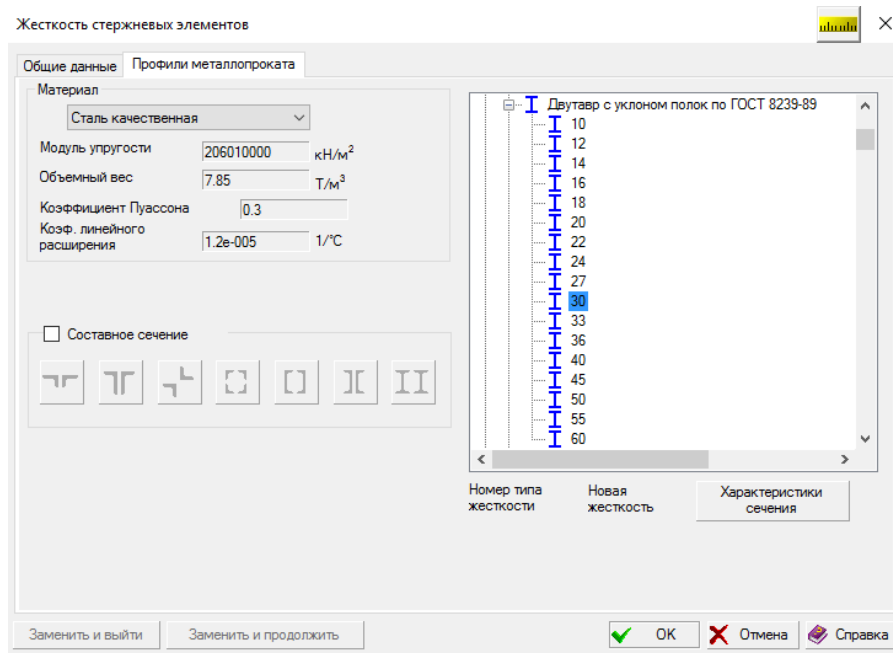 Жесткость стержневых элементов
Общие данные
Профили металлопроката
Материал
Сталь качественная
Модуль упругости
206010000
кН/м²
Объемный вес
7.85
Т/м³
Коэффициент Пуассона
0.3
Коэф. линейного
расширения
1.2e-005
1/°C
Составное сечение
Двутавр с уклоном полок по ГОСТ 8239-89
10
12
14
16
18
20
22
24
27
30
33
36
40
45
50
55
60
Номер типа
жесткости
Новая
жесткость
Характеристики
сечения
Заменить и выйти
Заменить и продолжить
OK
Отмена
Справка